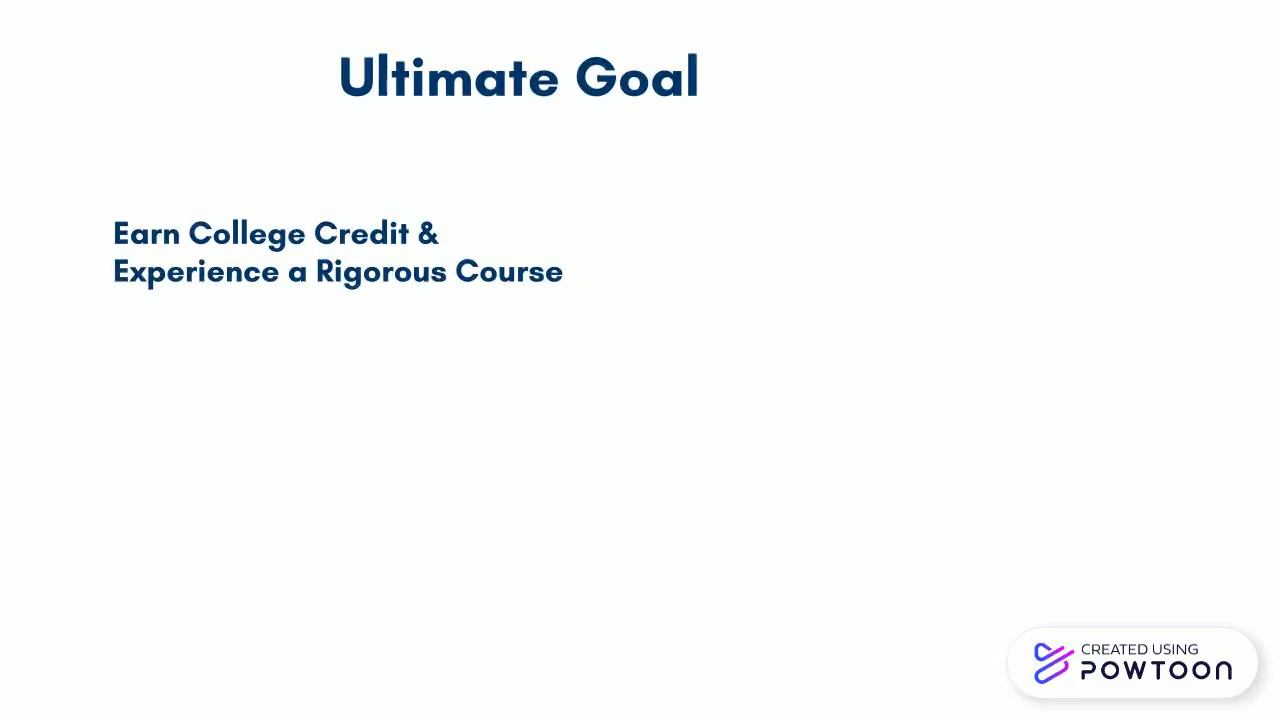 Ultimate Goal
Earn College Credit &
Experience a Rigorous Course
CREATED USING
POWTOON